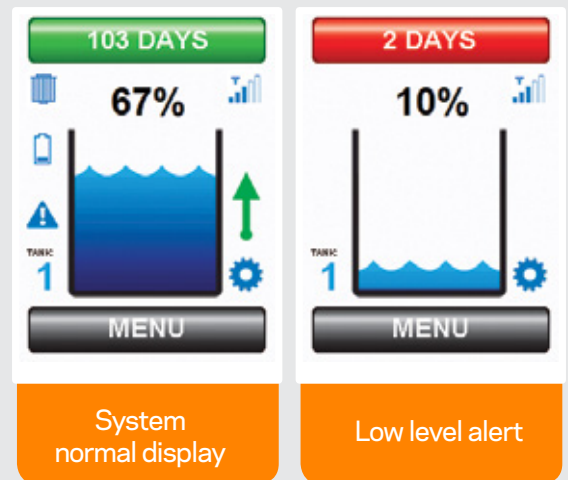 103 DAYS
67%
TANK
1
MENU
System
normal display
2 DAYS
10%
TANK
1
MENU
Low level alert